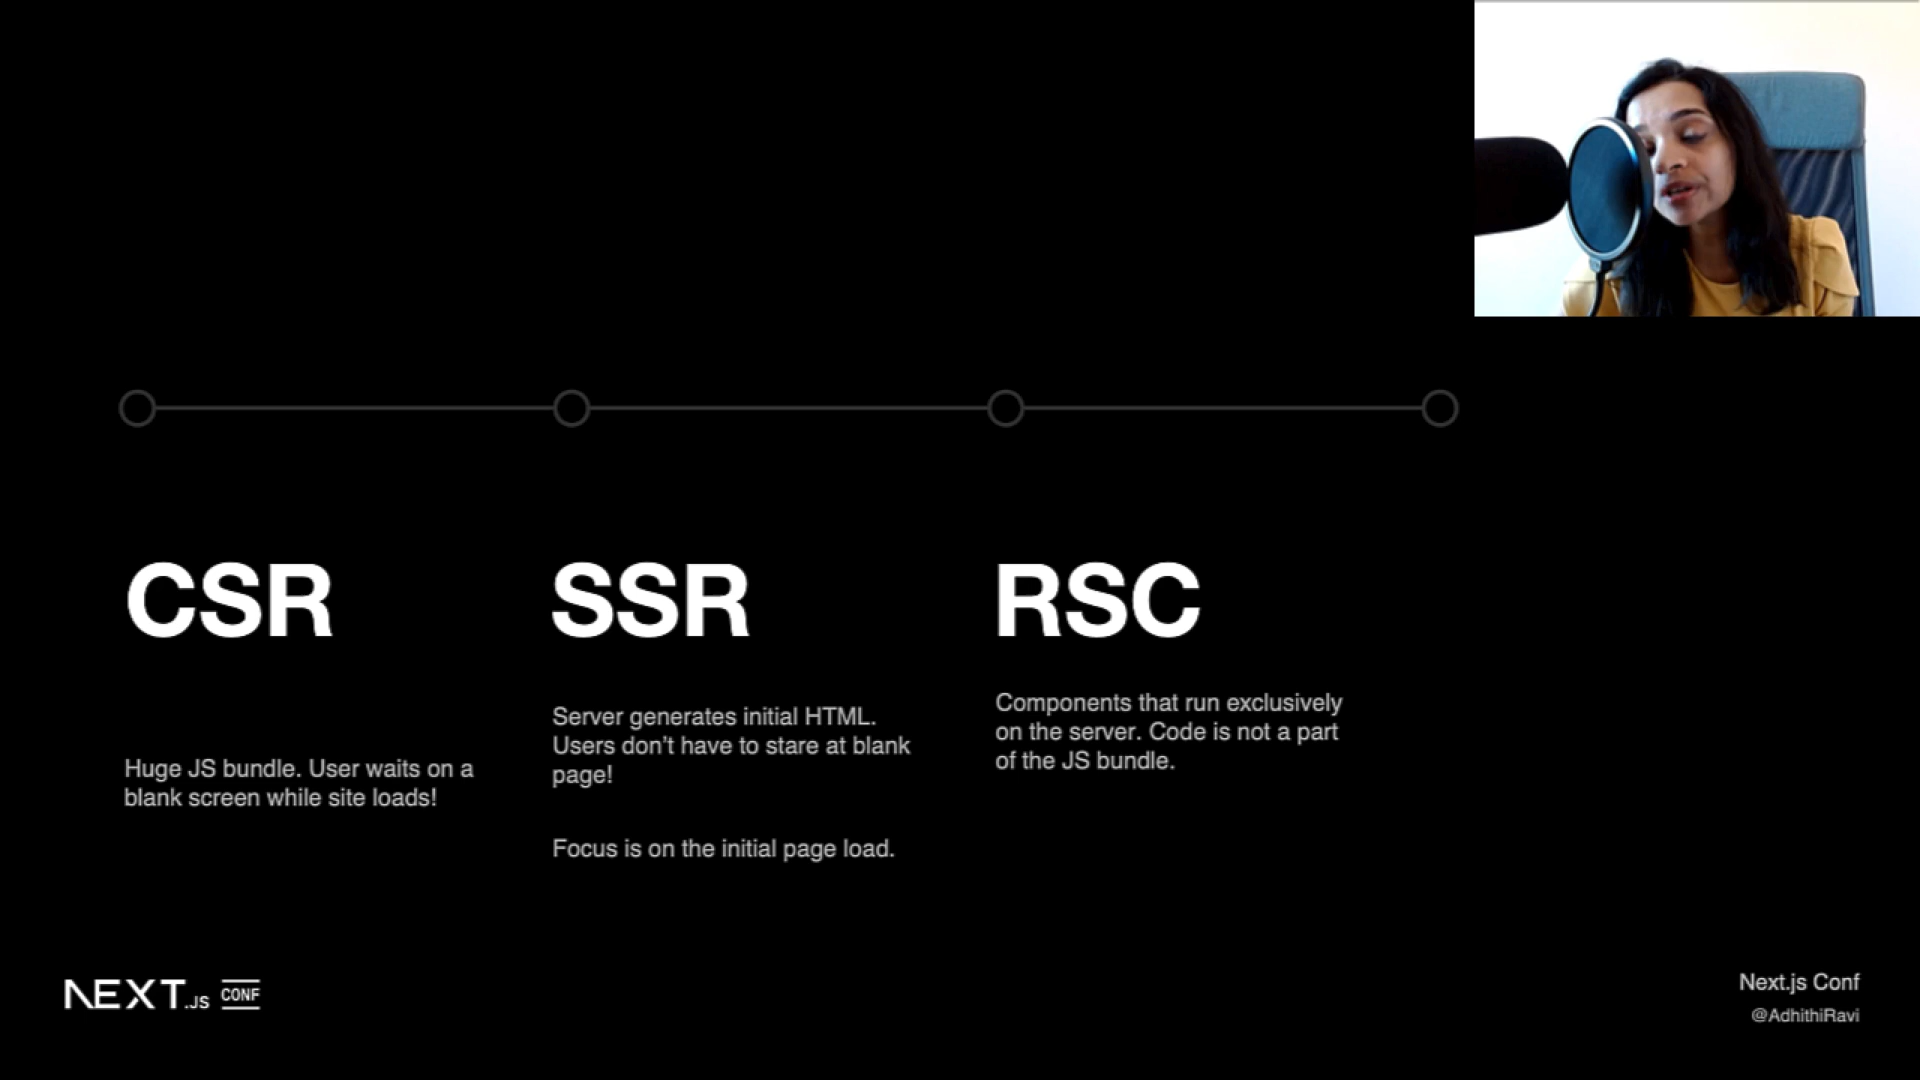 CSR
Huge JS bundle. User waits on a
blank screen while site loads!
SSR
Server generates initial HTML.
Users don't have to stare at blank
page!
Focus is on the initial page load.
RSC
Components that run exclusively
on the server. Code is not a part
of the JS bundle.
NEXT.JS CONF
Next.js Conf
@AdhithiRavi